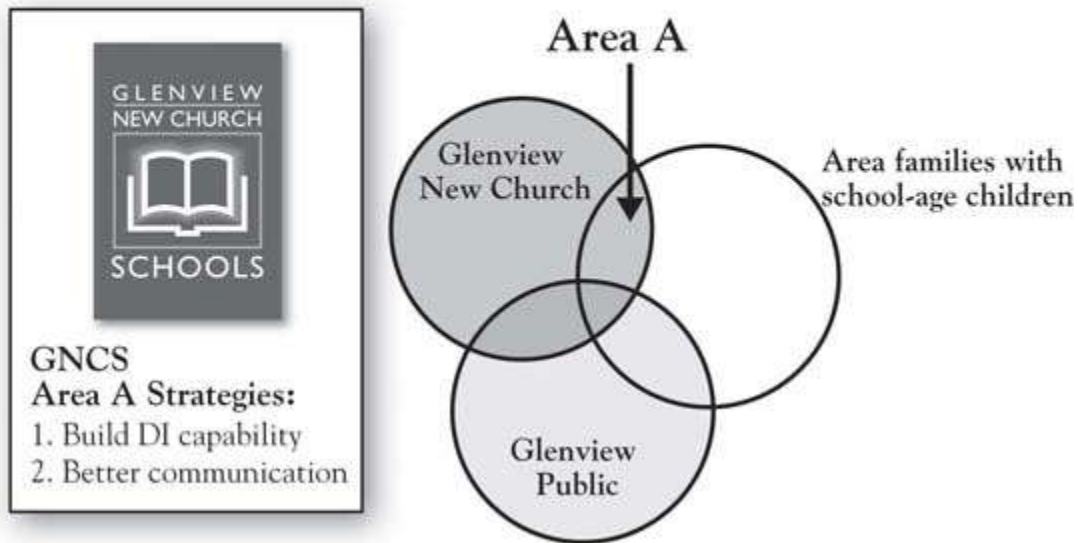 GLENVIEW
NEW CHURCH
SCHOOLS
GNCS
Area A Strategies:
1. Build DI capability
2. Better communication
Area A
Glenview
New Church
Area families with
school-age children
Glenview
Public